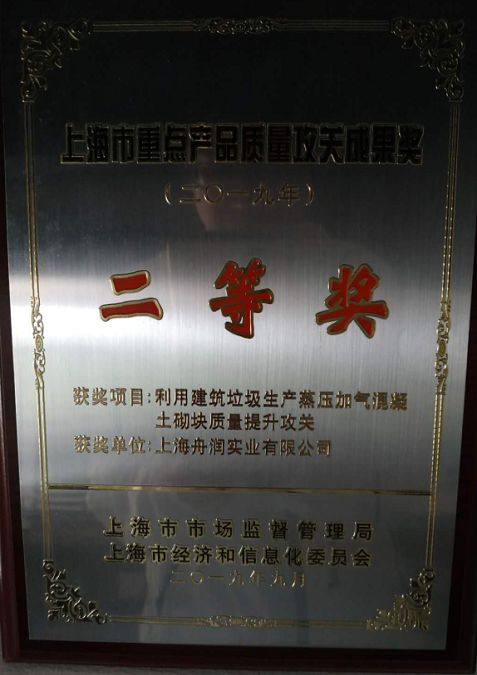 上海市重点产品质量攻关成果奖
(二〇一九年)
二等奖
获奖项目:利用建筑垃圾生产蒸压加气混凝
土砌块质量提升攻关
获奖单位:上海舟润实业有限公司
上海市市场监督管理局
上海市经济和信息化委员会
二〇一九年九月